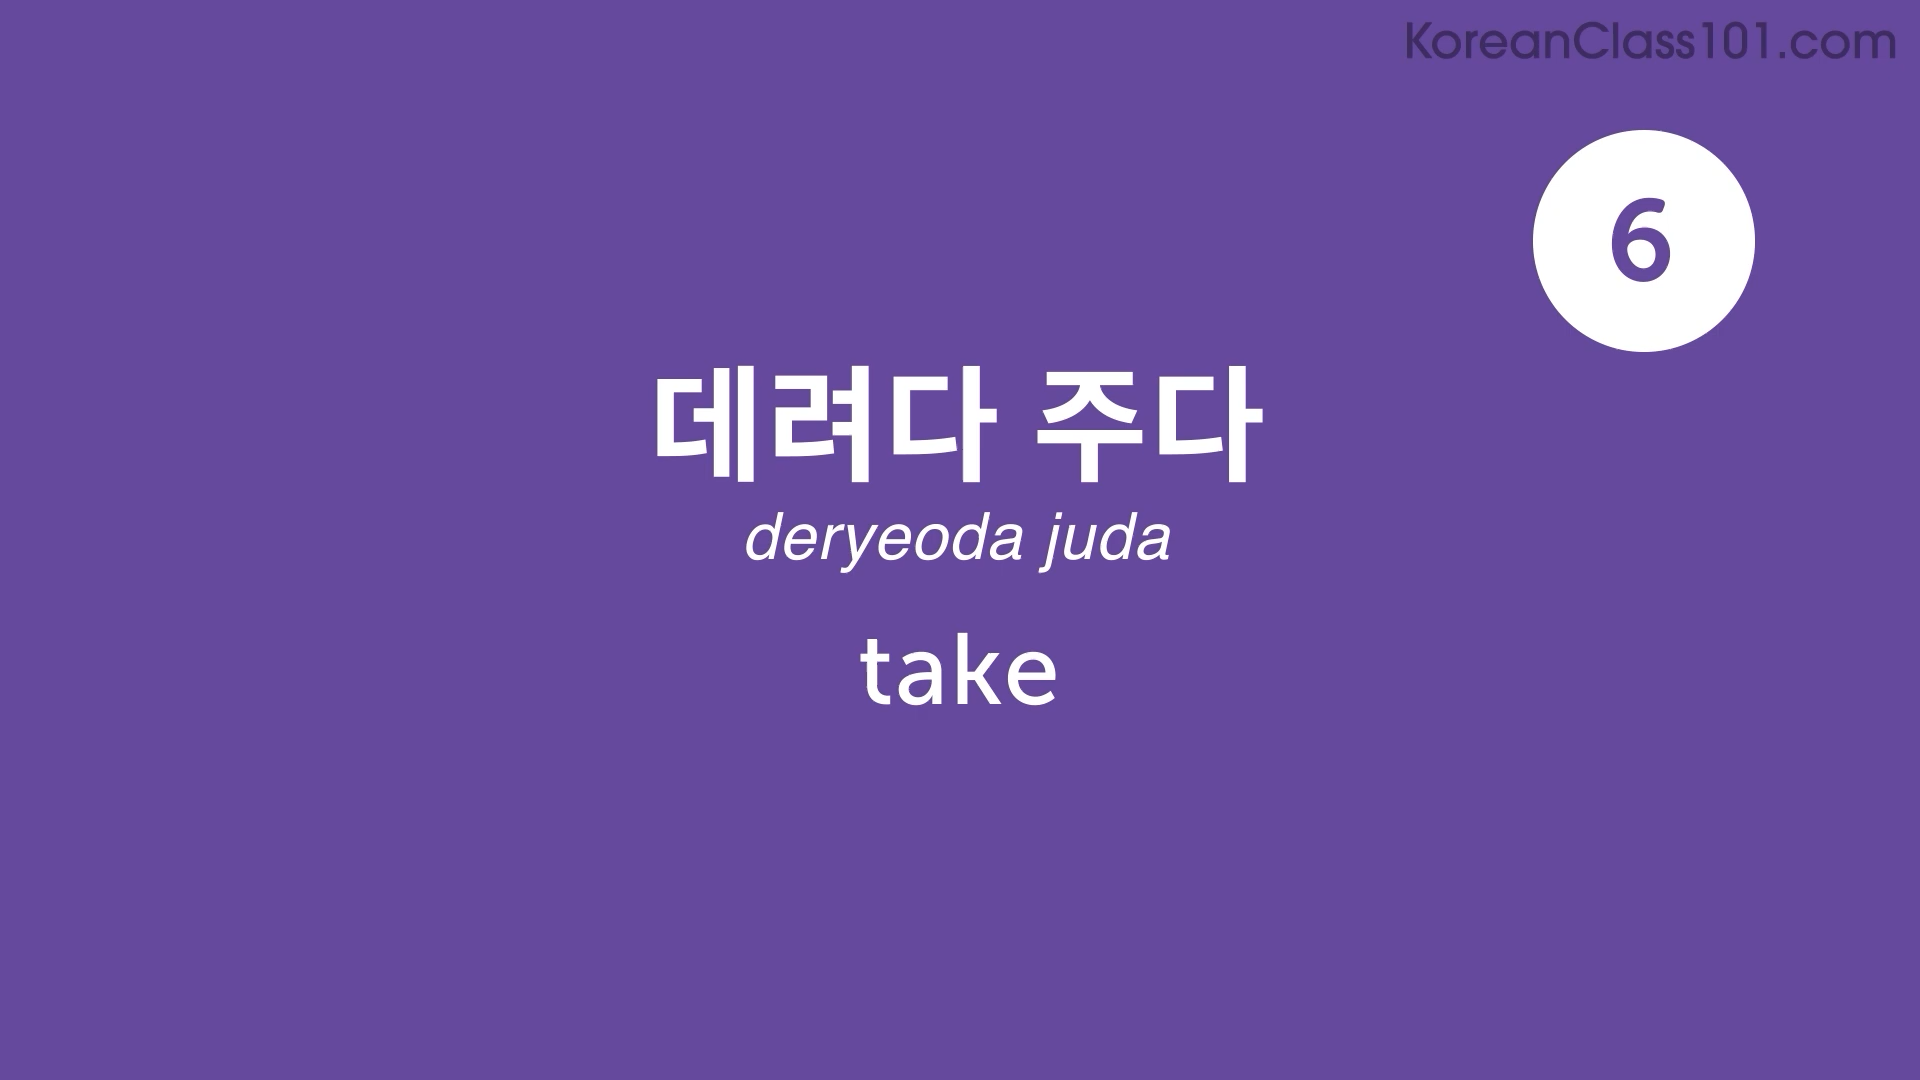 KoreanClass101.com
6
데려다 주다
deryeoda juda
take